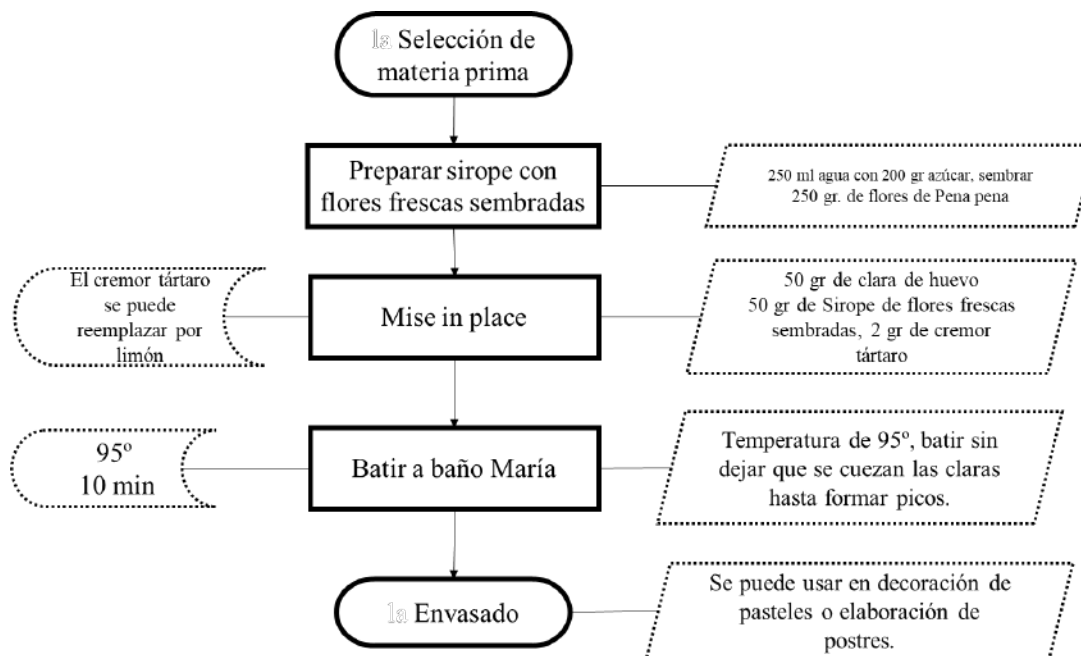 1a Selección de
materia prima
Preparar sirope con
flores frescas sembradas
250 ml agua con 200 gr azúcar, sembrar
250 gr. de flores de Pena pena
El cremor tártaro
se puede
reemplazar por
limón
Mise in place
50 gr de clara de huevo
50 gr de Sirope de flores frescas
sembradas, 2 gr de cremor
tártaro
95º
10 min
Batir a baño María
Temperatura de 95º, batir sin
dejar que se cuezan las claras
hasta formar picos.
1a Envasado
Se puede usar en decoración de
pasteles o elaboración de
postres.